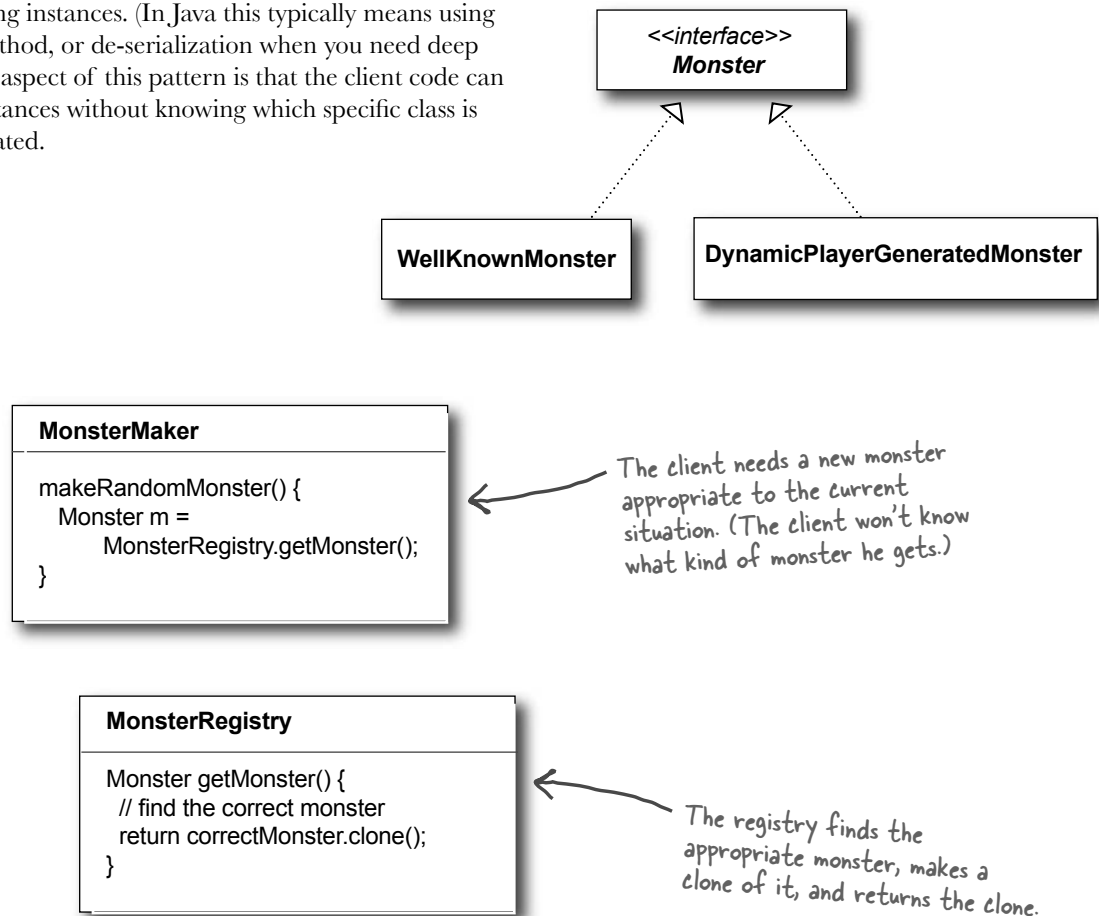 ng instances. (In Java this typically means using
thod, or de-serialization when you need deep
aspect of this pattern is that the client code can
tances without knowing which specific class is
ated.
<<interface>>
Monster
WellKnownMonster
DynamicPlayerGeneratedMonster
MonsterMaker
makeRandomMonster() {
Monster m =
MonsterRegistry.getMonster();
}
The client needs a new monster
appropriate to the current
situation. (The client won't know
what kind of monster he gets.)
MonsterRegistry
Monster getMonster() {
// find the correct monster
return correctMonster.clone();
}
The registry finds the
appropriate monster, makes a
clone of it, and returns the clone.